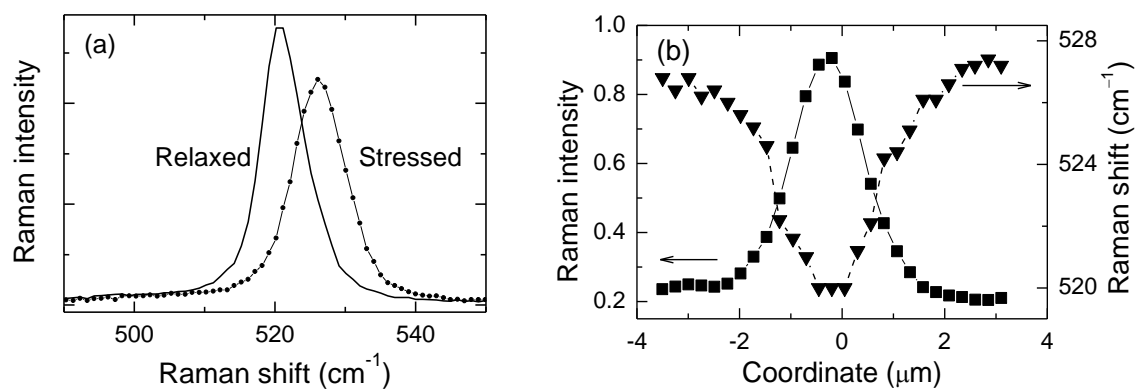 (a)
Relaxed
Stressed
Raman intensity
500
520
540
Raman shift (cm⁻¹)
(b)
1.0
0.8
0.6
0.4
0.2
Raman intensity
528
524
520
Raman shift (cm⁻¹)
-4
-2
0
2
4
Coordinate (μm)